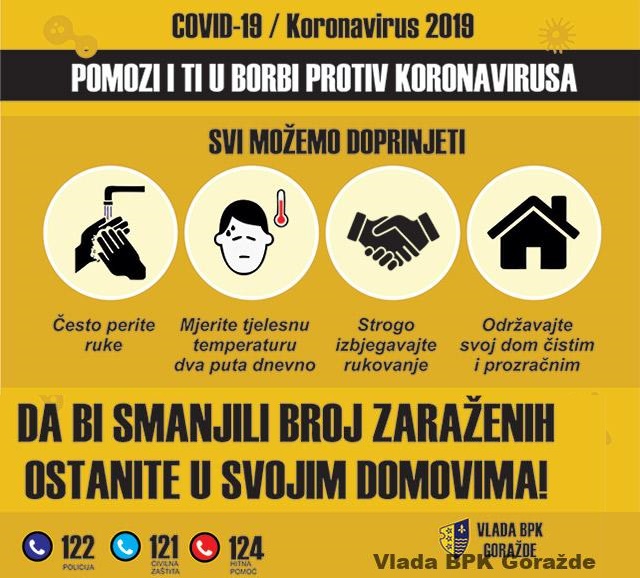 COVID-19 / Koronavirus 2019
POMOZI I TI U BORBI PROTIV KORONAVIRUSA
SVI MOŽEMO DOPRINJETI
Često perite
ruke
Mjerite tjelesnu
temperaturu
dva puta dnevno
Strogo
izbjegavajte
rukovanje
Održavajte
svoj dom čistim
i prozračnim
DA BI SMANJILI BROJ ZARAŽENIH
OSTANITE U SVOJIM DOMOVIMA!
122
POLICIJA
121
CIVILNA
ZAŠTITA
124
HITNA
POMOĆ
VLADA BPK
GORAŽDE
Vlada BPK Goražde